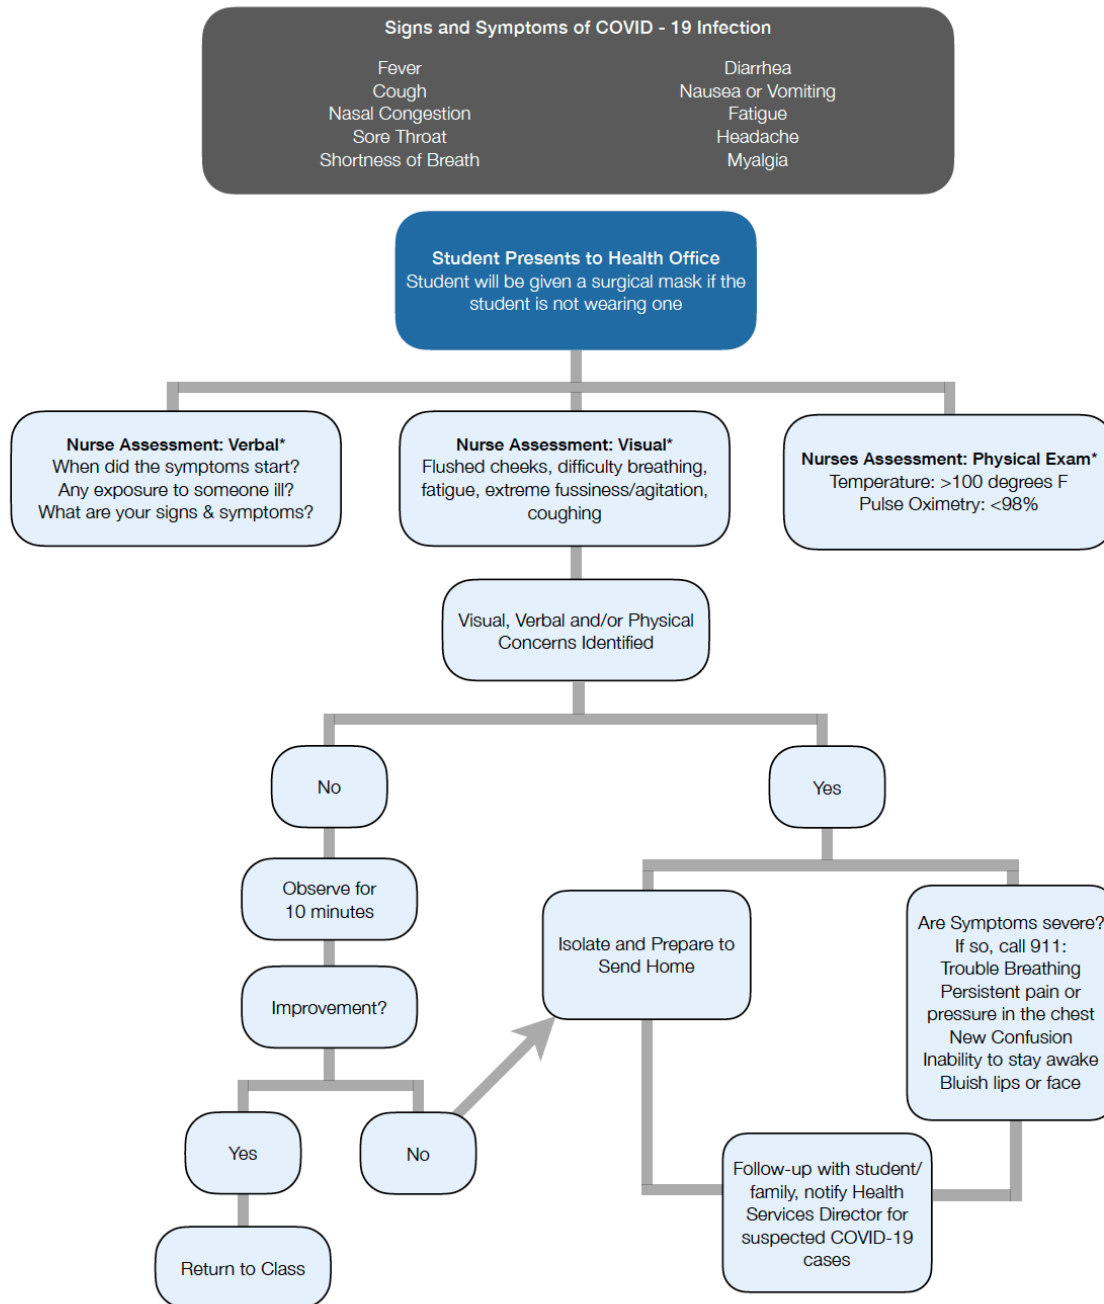 Signs and Symptoms of COVID - 19 Infection
Fever
Cough
Nasal Congestion
Sore Throat
Shortness of Breath
Diarrhea
Nausea or Vomiting
Fatigue
Headache
Myalgia
Student Presents to Health Office
Student will be given a surgical mask if the
student is not wearing one
Nurse Assessment: Verbal*
When did the symptoms start?
Any exposure to someone ill?
What are your signs & symptoms?
Nurse Assessment: Visual*
Flushed cheeks, difficulty breathing,
fatigue, extreme fussiness/agitation,
coughing
Nurses Assessment: Physical Exam*
Temperature: >100 degrees F
Pulse Oximetry: <98%
Visual, Verbal and/or Physical
Concerns Identified
No
Yes
Observe for
10 minutes
Improvement?
Yes
No
Return to Class
Isolate and Prepare to
Send Home
Are Symptoms severe?
If so, call 911:
Trouble Breathing
Persistent pain or
pressure in the chest
New Confusion
Inability to stay awake
Bluish lips or face
Follow-up with student/
family, notify Health
Services Director for
suspected COVID-19
cases